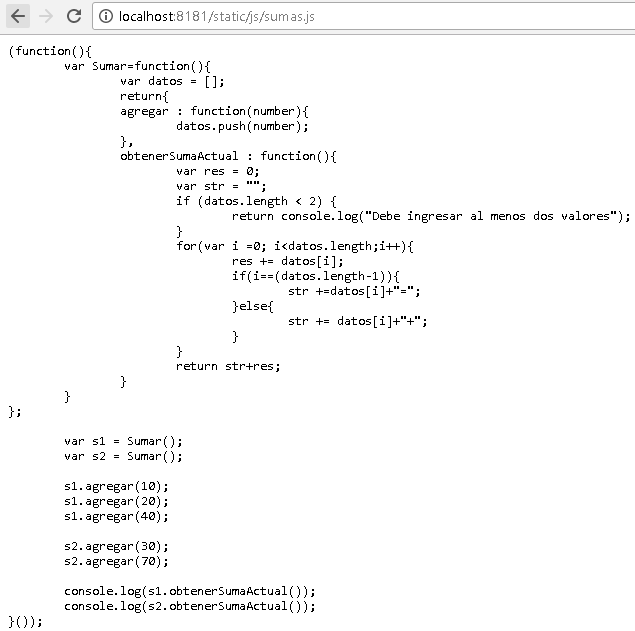 localhost:8181/static/js/sumas.js
(function(){
        var Sumar=function(){
                var datos = [];
                return{
                agregar : function(number){
                        datos.push(number);
                },
                obtenerSumaActual : function(){
                        var res = 0;
                        var str = "";
                        if (datos.length < 2) {
                                return console.log("Debe ingresar al menos dos valores");
                        }
                        for(var i =0; i<datos.length;i++){
                                res += datos[i];
                                if(i==(datos.length-1)){
                                        str +=datos[i]+"=";
                                }else{
                                        str += datos[i]+"+";
                                }
                        }
                        return str+res;
                }
        }
};

        var s1 = Sumar();
        var s2 = Sumar();

        s1.agregar(10);
        s1.agregar(20);
        s1.agregar(40);

        s2.agregar(30);
        s2.agregar(70);

        console.log(s1.obtenerSumaActual());
        console.log(s2.obtenerSumaActual());
}());